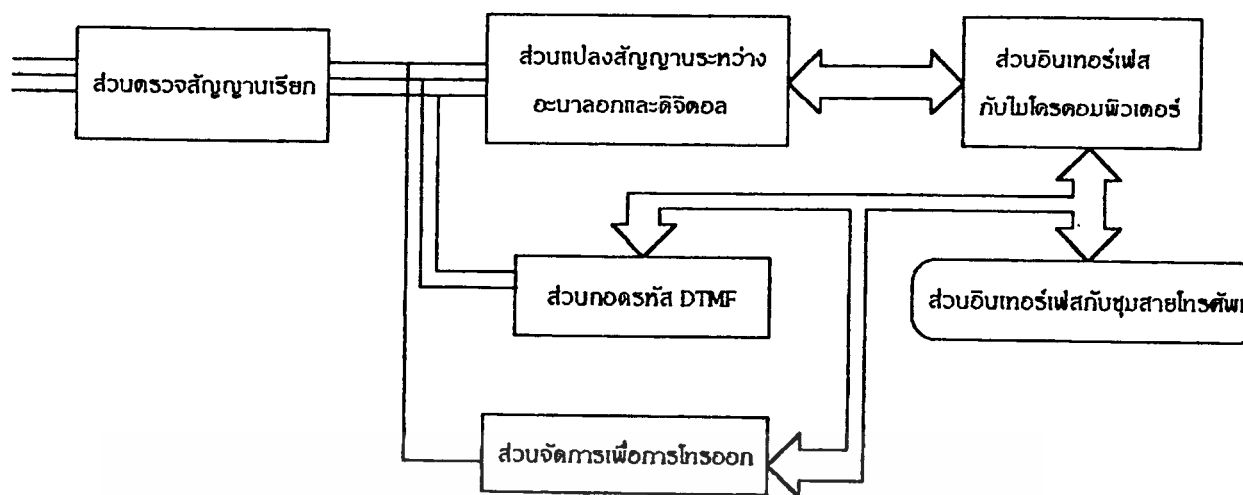 ส่วนตรวจสัญญานเรียก
ส่วนแปลงสัญญานระหว่าง
อะนาลอกและดิจิตอล
ส่วนอินเทอร์เฟส
กับไมโครคอมพิวเตอร์
ส่วนถอดรหัส DTMF
ส่วนอินเทอร์เฟสกับชุมสายโทรศัพ
ส่วนจัดการเพื่อการโทรออก